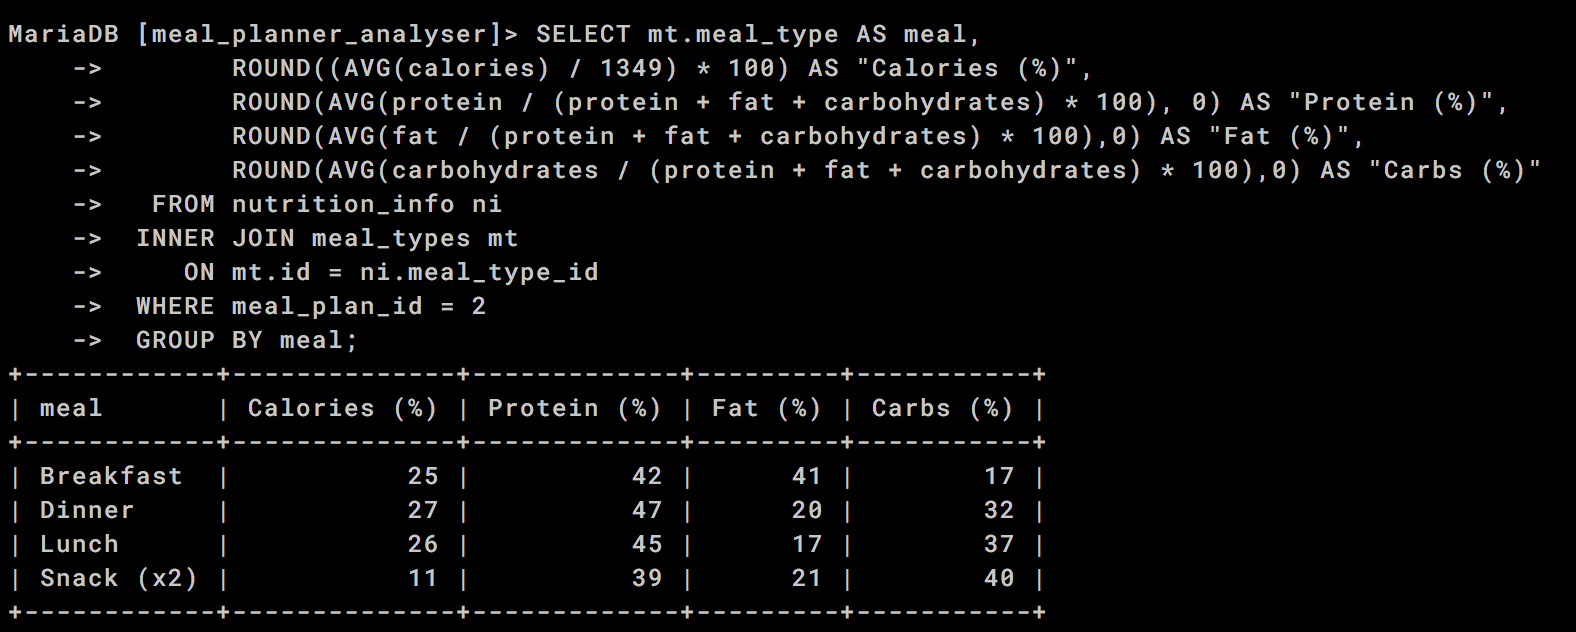 MariaDB [meal_planner_analyser]> SELECT mt.meal_type AS meal,
    ->        ROUND((AVG(calories) / 1349) * 100) AS "Calories (%)",
    ->        ROUND(AVG(protein / (protein + fat + carbohydrates) * 100), 0) AS "Protein (%)",
    ->        ROUND(AVG(fat / (protein + fat + carbohydrates) * 100),0) AS "Fat (%)",
    ->        ROUND(AVG(carbohydrates / (protein + fat + carbohydrates) * 100),0) AS "Carbs (%)"
    ->   FROM nutrition_info ni
    ->  INNER JOIN meal_types mt
    ->     ON mt.id = ni.meal_type_id
    ->  WHERE meal_plan_id = 2
    ->  GROUP BY meal;
+------------+--------------+-------------+---------+-----------+
| meal       | Calories (%) | Protein (%) | Fat (%) | Carbs (%) |
+------------+--------------+-------------+---------+-----------+
| Breakfast  |           25 |          42 |      41 |        17 |
| Dinner     |           27 |          47 |      20 |        32 |
| Lunch      |           26 |          45 |      17 |        37 |
| Snack (x2) |           11 |          39 |      21 |        40 |
+------------+--------------+-------------+---------+-----------+